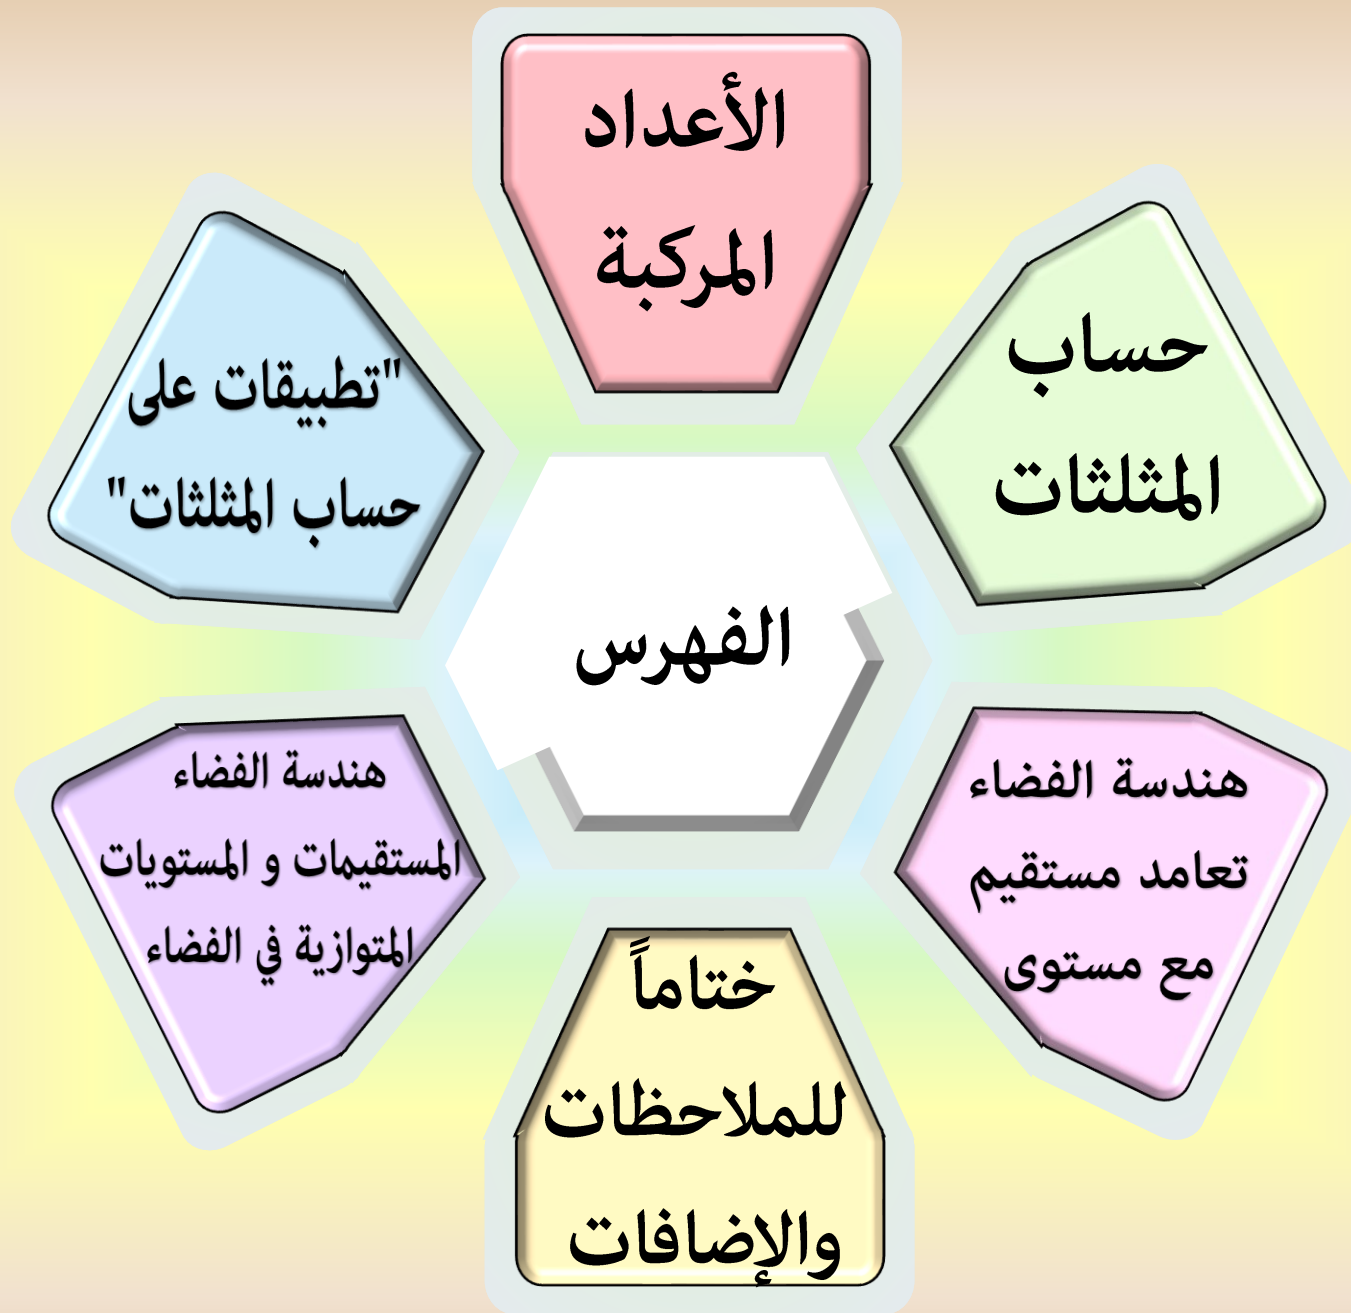 الأعداد
المركبة
حساب
المثلثات
"تطبيقات على
حساب المثلثات"
الفهرس
هندسة الفضاء
تعامد مستقيم
مع مستوى
هندسة الفضاء
المستقيمات و المستويات
المتوازية في الفضاء
ختاماً
للملاحظات
والإضافات